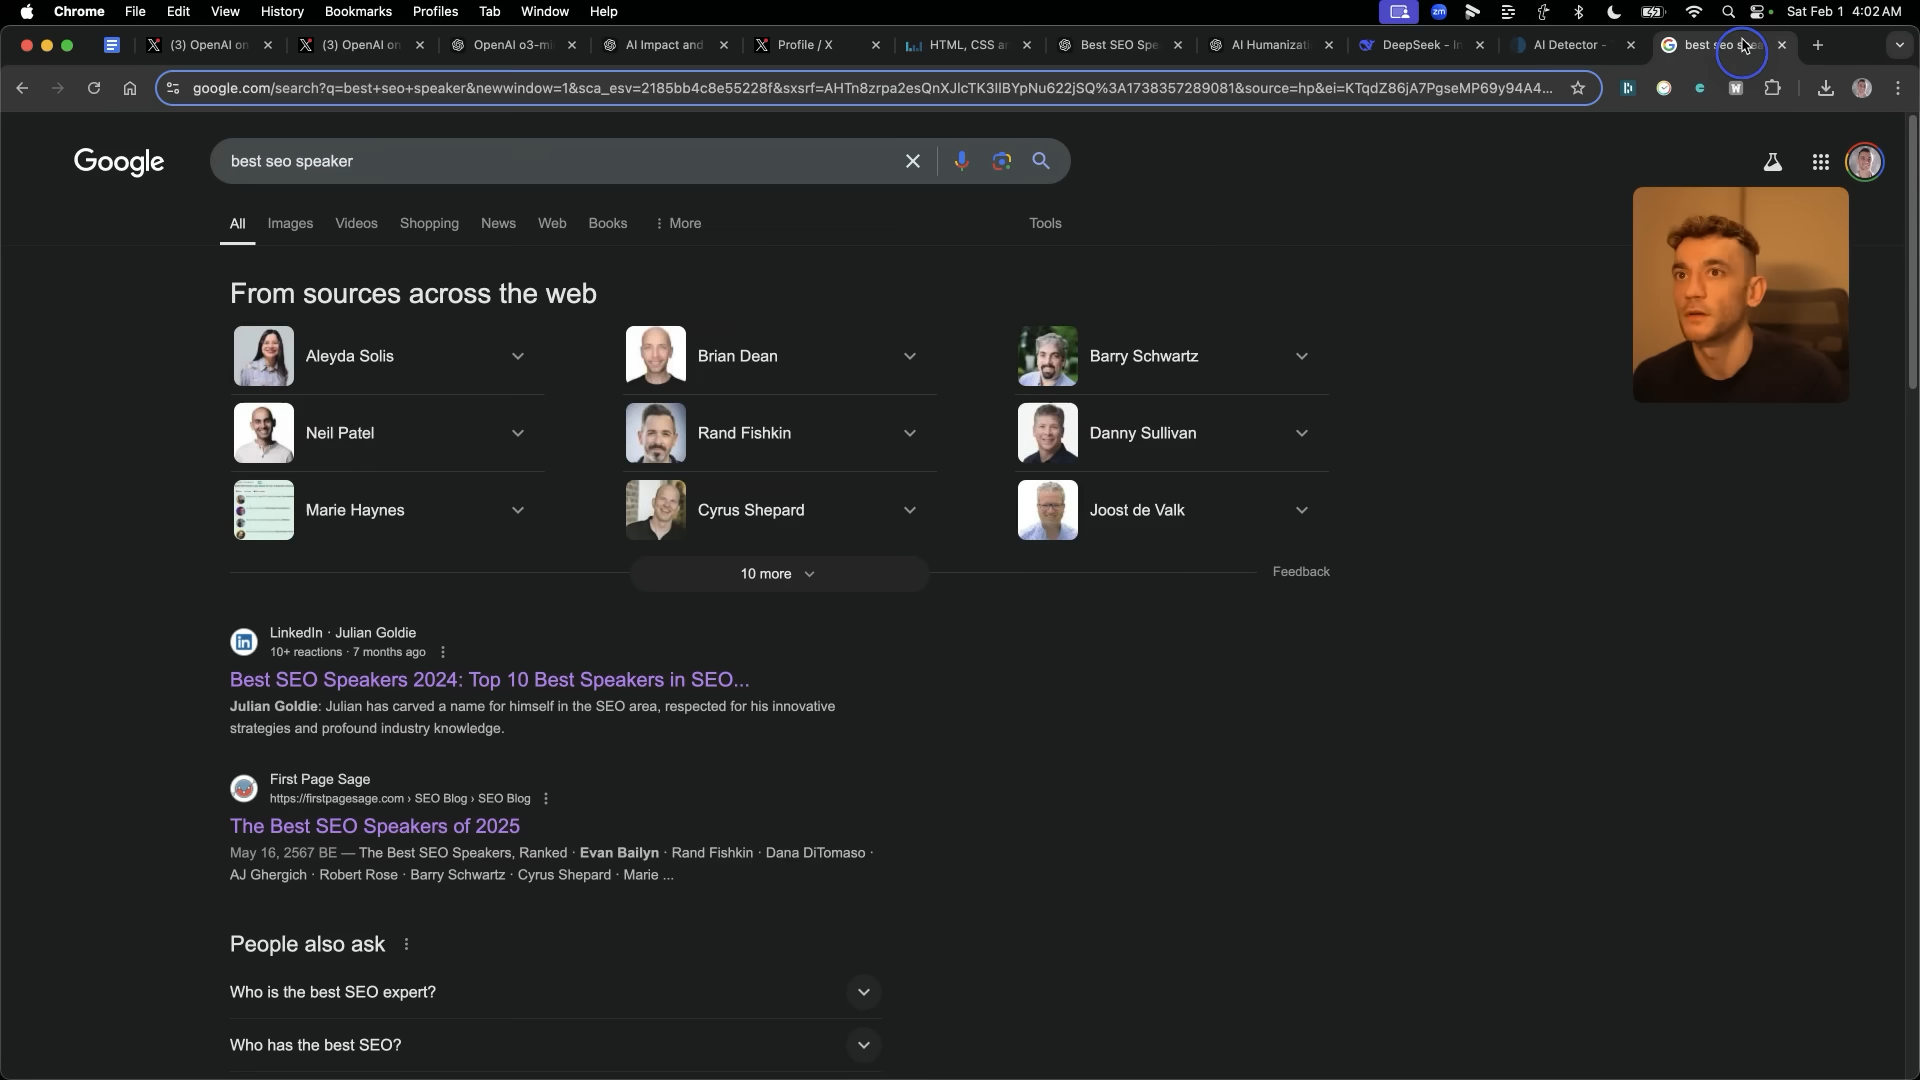 Chrome File Edit View History Bookmarks Profiles Tab Window Help
zm
Sat Feb 1 4:02 AM
(3) OpenAI on
(3) OpenAI on
OpenAI o3-mi
AI Impact and
Profile / X
HTML, CSS a
Best SEO Spe
AI Humanizat
DeepSeek - In
AI Detector -
best seo spea
google.com/search?q=best+seo+speaker&newwindow=1&sca_esv=2185bb4c8e55228f&sxsrf=AHTn8zrpa2esQnXJlcTK3lIBYpNu622jSQ%3A1738357289081&source=hp&ei=KTqdZ86jA7PgseMP69y94A4...
Google
best seo speaker
All Images Videos Shopping News Web Books More Tools
From sources across the web
Aleyda Solis
Brian Dean
Barry Schwartz
Neil Patel
Rand Fishkin
Danny Sullivan
Marie Haynes
Cyrus Shepard
Joost de Valk
10 more
Feedback
LinkedIn · Julian Goldie
10+ reactions · 7 months ago
Best SEO Speakers 2024: Top 10 Best Speakers in SEO...
Julian Goldie: Julian has carved a name for himself in the SEO area, respected for his innovative
strategies and profound industry knowledge.
First Page Sage
https://firstpagesage.com › SEO Blog › SEO Blog
The Best SEO Speakers of 2025
May 16, 2567 BE — The Best SEO Speakers, Ranked · Evan Bailyn · Rand Fishkin · Dana DiTomaso ·
AJ Ghergich · Robert Rose · Barry Schwartz · Cyrus Shepard · Marie ...
People also ask
Who is the best SEO expert?
Who has the best SEO?